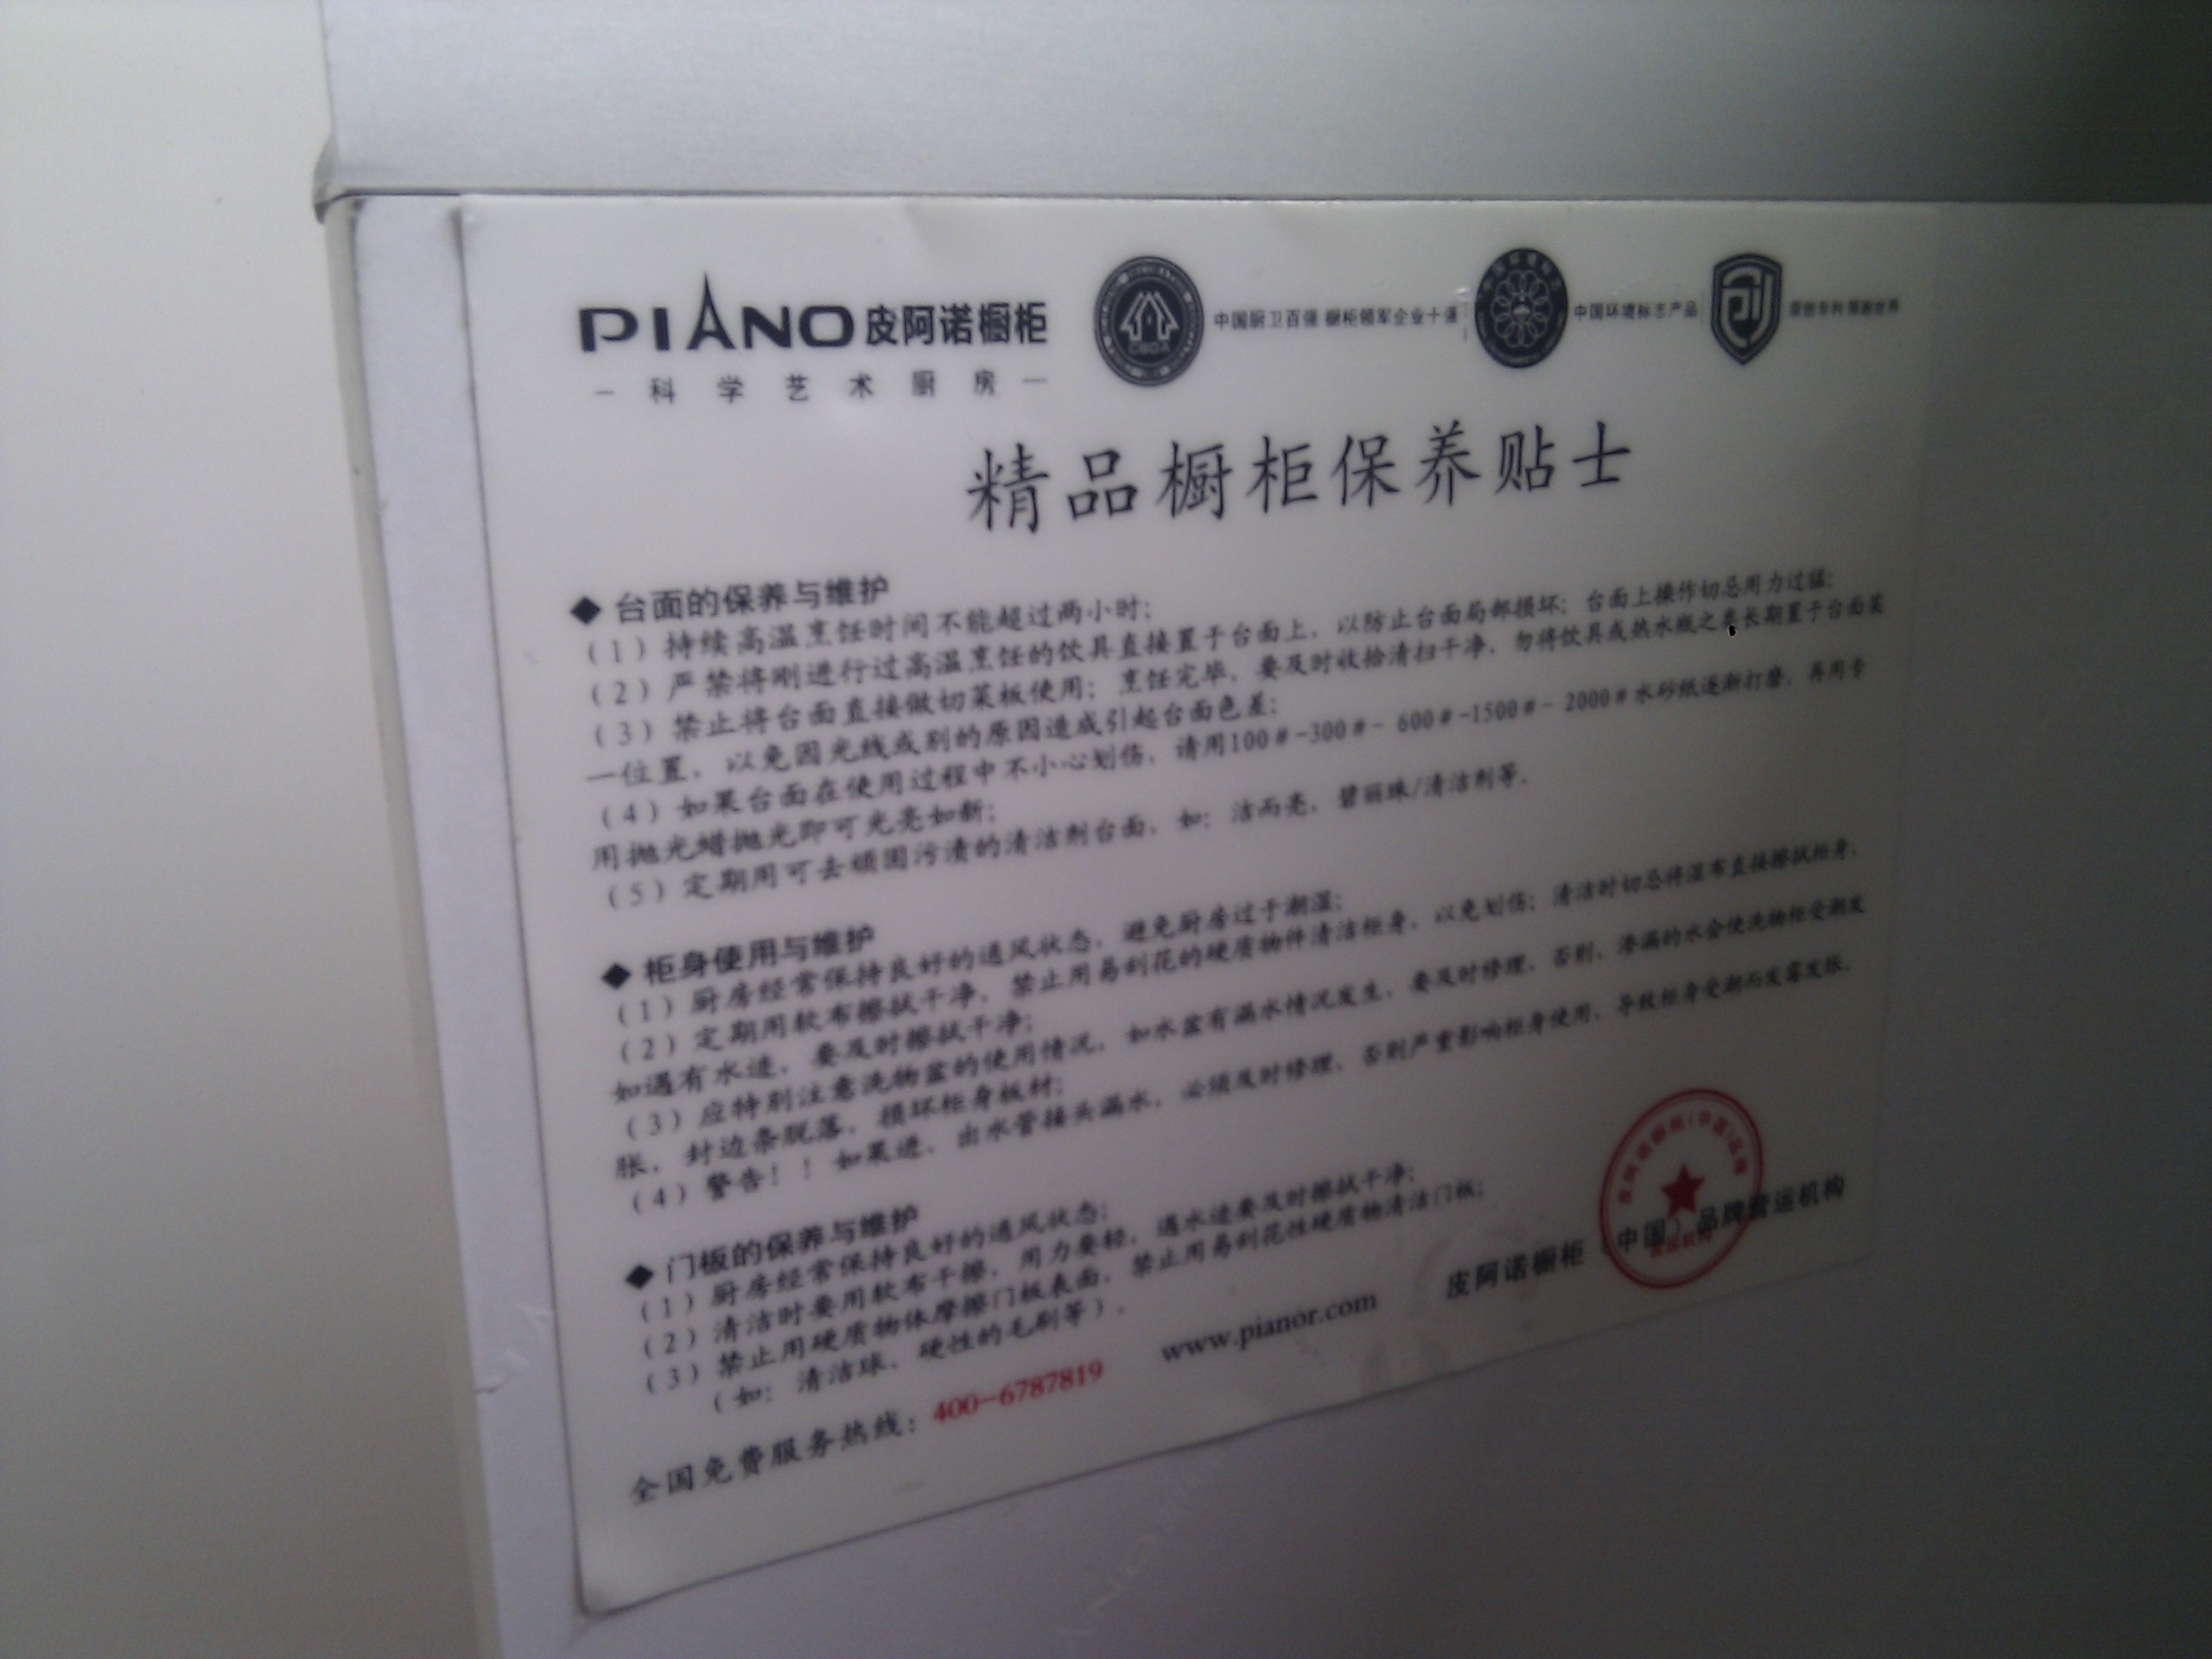 PIANO 皮阿诺橱柜
— 科学艺术厨房 —
中国厨卫百强 橱柜领军企业十强
中国环境标志产品
原创专利 领跑世界
精品橱柜保养贴士
◆ 台面的保养与维护
(1) 持续高温烹饪时间不能超过两小时;
(2) 严禁将刚进行过高温烹饪的饮具直接置于台面上, 以防止台面局部损坏; 台面上操作切忌用力过猛;
(3) 禁止将台面直接做切菜板使用; 烹饪完毕, 要及时收拾清扫干净, 勿将饮具或热水瓶之类长期置于台面某
一位置, 以免因光线或别的原因造成引起台面色差;
(4) 如果台面在使用过程中不小心划伤, 请用100#-300#- 600#-1500#- 2000#水砂纸逐渐打磨, 再用专
用抛光蜡抛光即可光亮如新;
(5) 定期用可去顽固污渍的清洁剂台面, 如: 洁而亮, 碧丽珠/清洁剂等.
◆ 柜身使用与维护
(1) 厨房经常保持良好的通风状态, 避免厨房过于潮湿;
(2) 定期用软布擦拭干净, 禁止用易刮花的硬质物件清洁柜身, 以免划伤; 清洁时切忌将湿布直接擦拭柜身,
如遇有水迹, 要及时擦拭干净;
(3) 应特别注意洗物盆的使用情况, 如水盆有漏水情况发生, 要及时修理, 否则, 渗漏的水会使洗物柜受潮发
胀, 封边条脱落, 损坏柜身板材;
(4) 警告!! 如果进, 出水管接头漏水, 必须及时修理, 否则严重影响柜身使用, 导致柜身受潮而发霉发胀.
◆ 门板的保养与维护
(1) 厨房经常保持良好的通风状态;
(2) 清洁时要用软布干擦, 用力要轻, 遇水迹要及时擦拭干净;
(3) 禁止用硬质物体摩擦门板表面, 禁止用易刮花性硬质物清洁门板;
(如: 清洁球, 硬性的毛刷等).
全国免费服务热线: 400-6787819 www.pianor.com 皮阿诺橱柜(中国)品牌营运机构